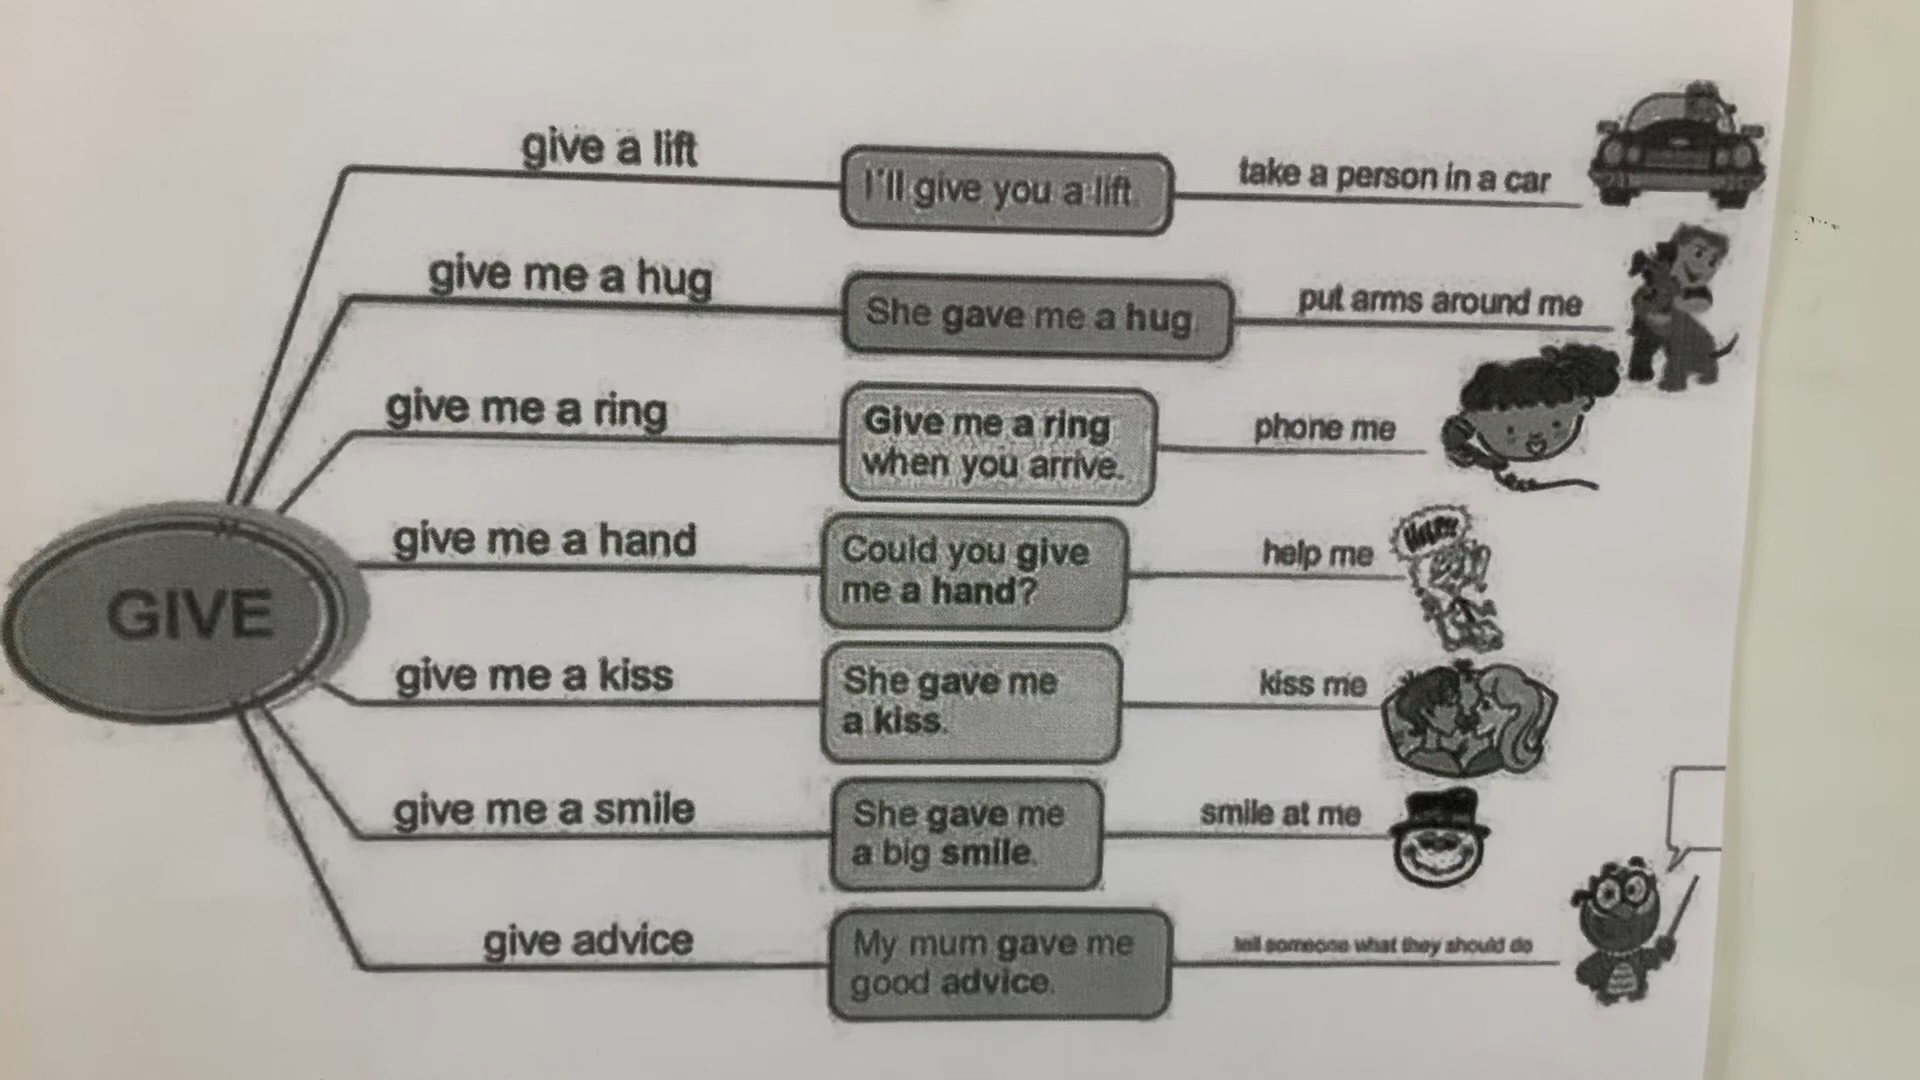 give a lift
I'll give you a lift.
take a person in a car
give me a hug
She gave me a hug.
put arms around me
give me a ring
Give me a ring
when you arrive.
phone me
give me a hand
Could you give
me a hand?
help me
GIVE
give me a kiss
She gave me
a kiss.
kiss me
give me a smile
She gave me
a big smile.
smile at me
give advice
My mum gave me
good advice.
tell someone what they should do